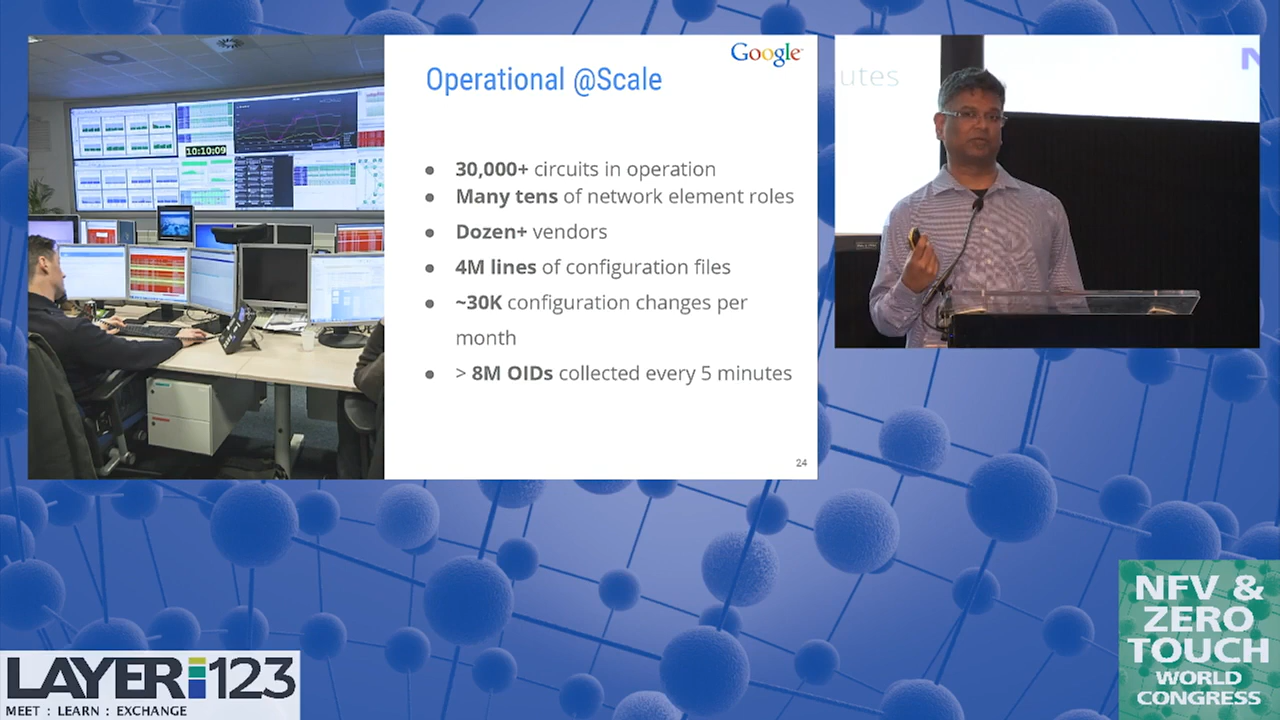 Google
Operational @Scale
30,000+ circuits in operation
Many tens of network element roles
Dozen+ vendors
4M lines of configuration files
~30K configuration changes per
month
> 8M OIDs collected every 5 minutes
24
10:10:09
utes
N
LAYER123
MEET : LEARN : EXCHANGE
NFV &
ZERO
TOUCH
WORLD
CONGRESS